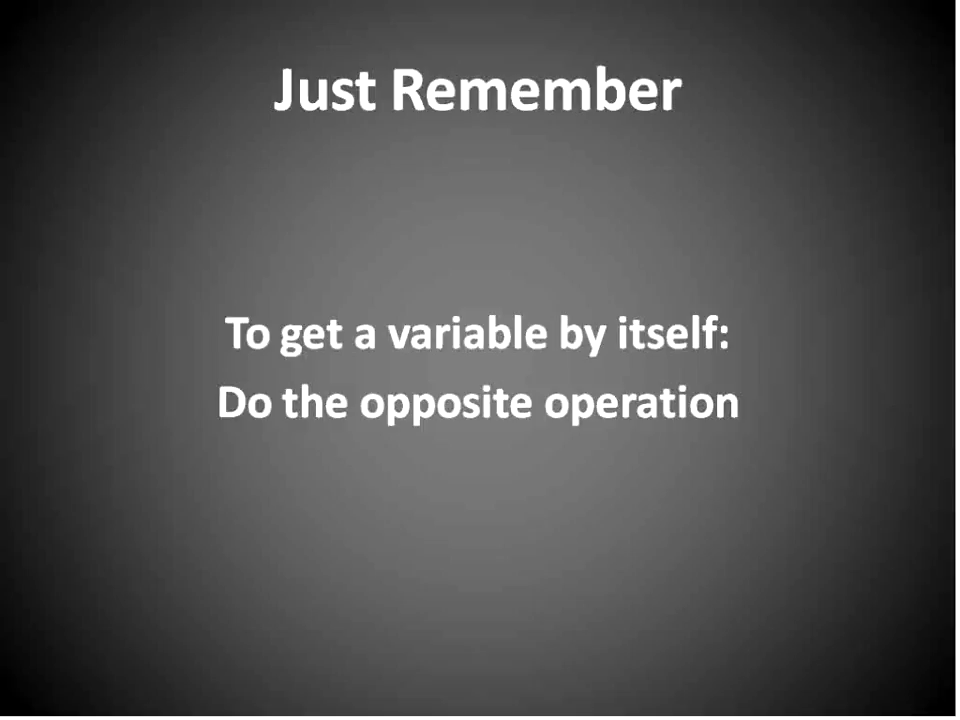 Just Remember
To get a variable by itself:
Do the opposite operation